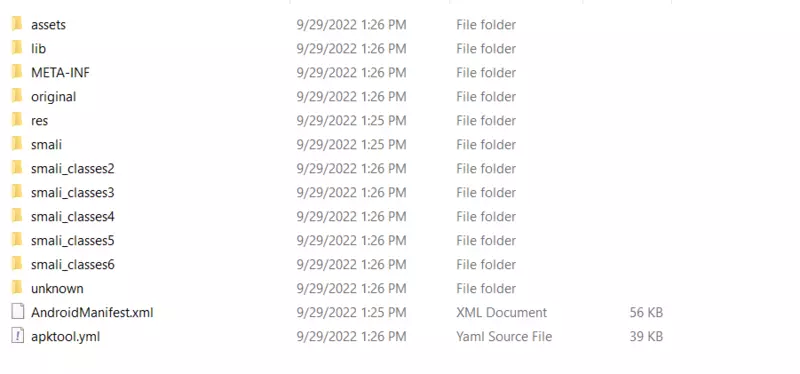 assets 9/29/2022 1:26 PM File folder
lib 9/29/2022 1:26 PM File folder
META-INF 9/29/2022 1:26 PM File folder
original 9/29/2022 1:26 PM File folder
res 9/29/2022 1:25 PM File folder
smali 9/29/2022 1:25 PM File folder
smali_classes2 9/29/2022 1:26 PM File folder
smali_classes3 9/29/2022 1:26 PM File folder
smali_classes4 9/29/2022 1:26 PM File folder
smali_classes5 9/29/2022 1:26 PM File folder
smali_classes6 9/29/2022 1:26 PM File folder
unknown 9/29/2022 1:26 PM File folder
AndroidManifest.xml 9/29/2022 1:25 PM XML Document 56 KB
apktool.yml 9/29/2022 1:26 PM Yaml Source File 39 KB